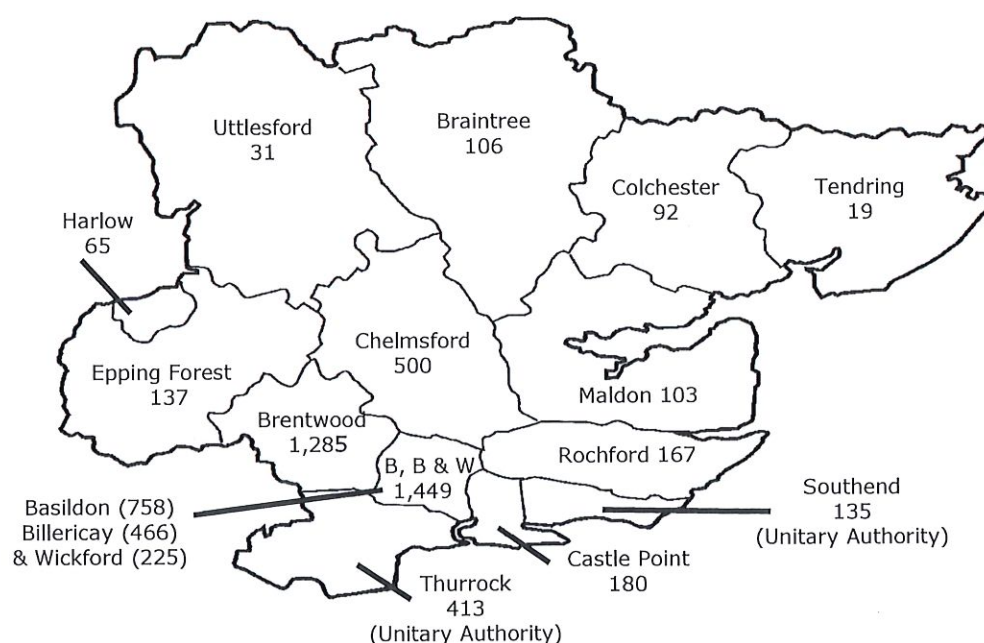 Uttlesford
31
Braintree
106
Colchester
92
Tendring
19
Harlow
65
Chelmsford
500
Epping Forest
137
Maldon 103
Brentwood
1,285
Rochford 167
B, B & W
1,449
Basildon (758)
Billericay (466)
& Wickford (225)
Southend
135
(Unitary Authority)
Castle Point
180
Thurrock
413
(Unitary Authority)